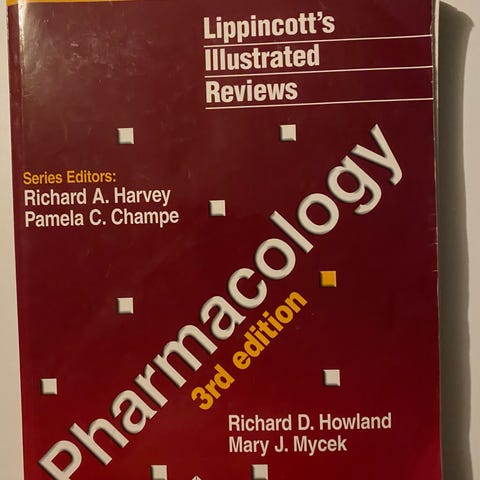 Lippincott's
Illustrated
Reviews
Series Editors:
Richard A. Harvey
Pamela C. Champe
Pharmacology
3rd edition
Richard D. Howland
Mary J. Mycek